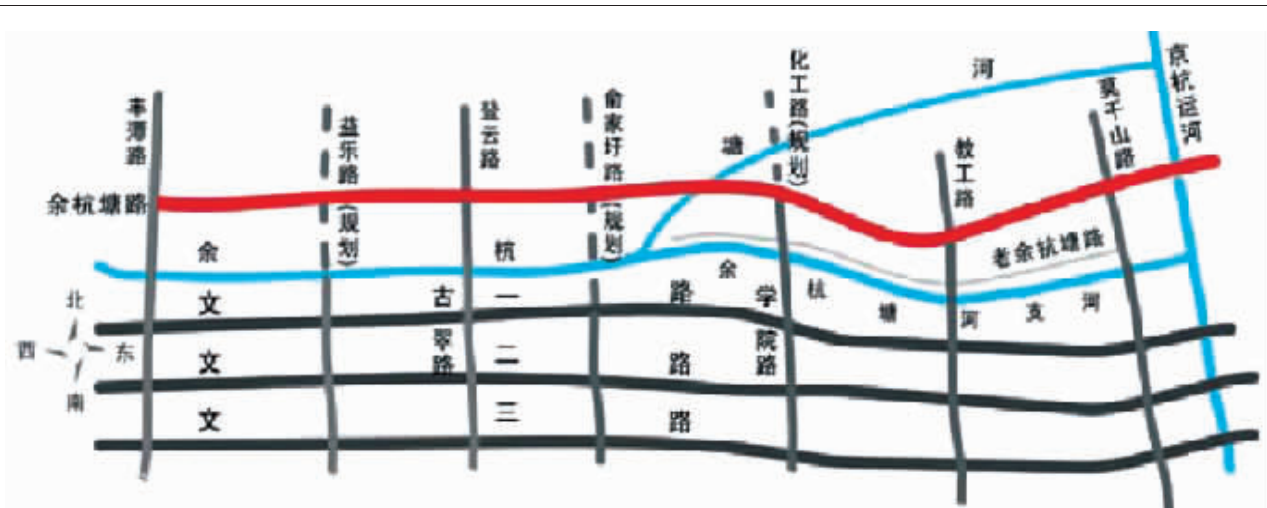 丰潭路
益乐路(规划)
登云路
俞家圩路(规划)
化工路(规划)
教工路
莫干山路
京杭运河
余杭塘路
余杭塘河
老余杭塘路
余杭塘河支河
古翠路
学院路
文一路
文二路
文三路
北
西
东
南